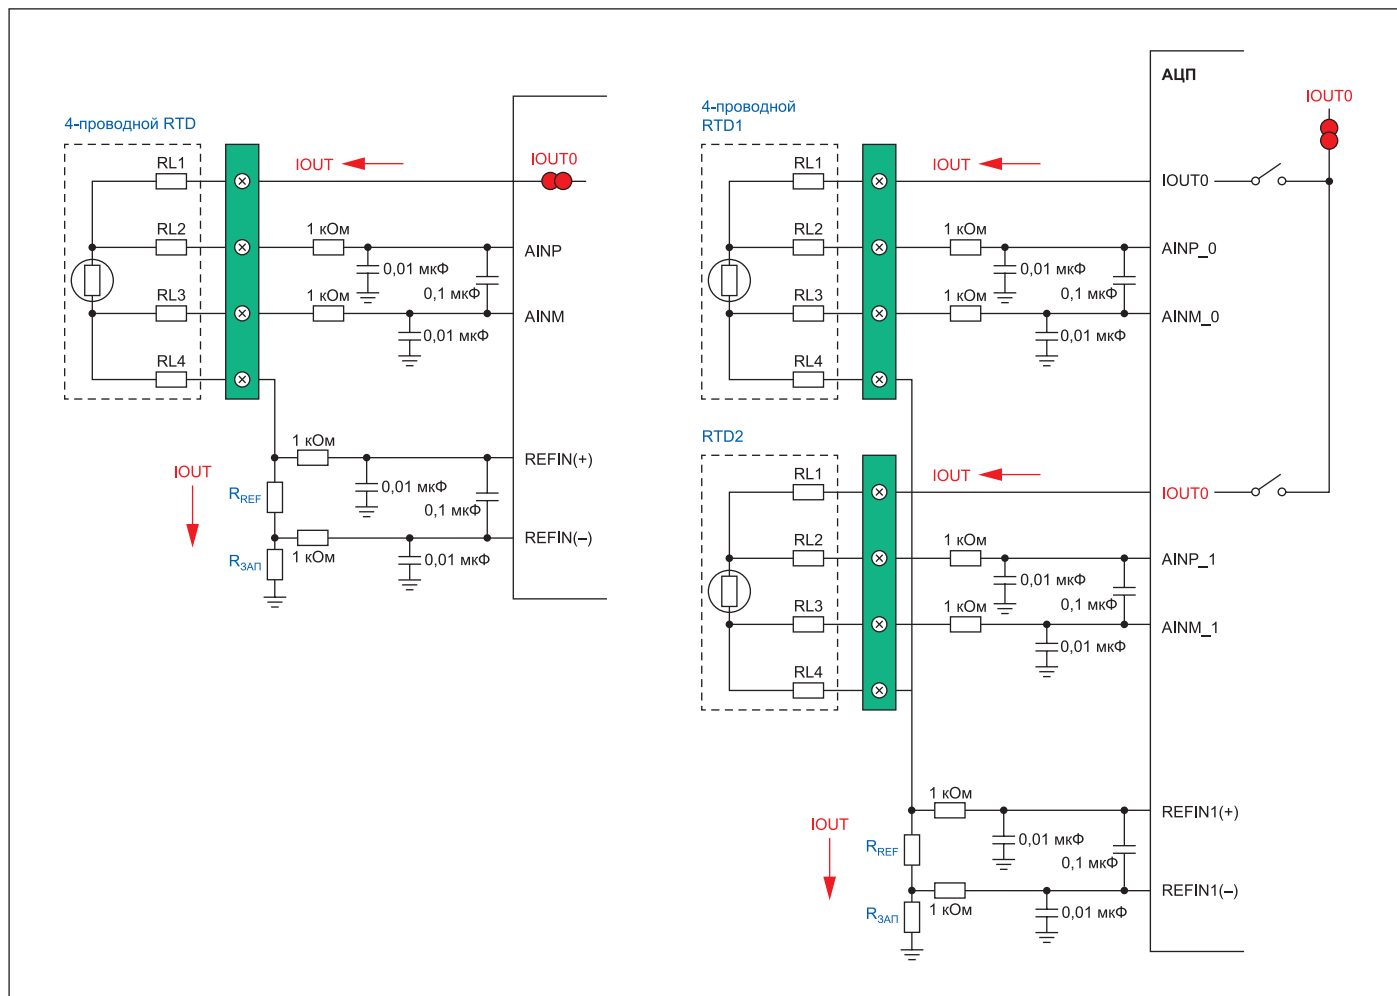 4-проводной RTD
RL1
IOUT
IOUT0
RL2
1 кОм
AINP
0,01 мкФ
0,1 мкФ
RL3
1 кОм
AINM
0,01 мкФ
RL4
1 кОм
REFIN(+)
IOUT
0,01 мкФ
RREF
0,1 мкФ
REFIN(–)
RЗАП
1 кОм
0,01 мкФ
АЦП
IOUT0
4-проводной
RTD1
RL1
IOUT
IOUT0
RL2
1 кОм
AINP_0
0,01 мкФ
0,1 мкФ
RL3
1 кОм
AINM_0
0,01 мкФ
RL4
RTD2
RL1
IOUT
IOUT0
RL2
1 кОм
AINP_1
0,01 мкФ
0,1 мкФ
RL3
1 кОм
AINM_1
0,01 мкФ
RL4
1 кОм
REFIN1(+)
IOUT
0,01 мкФ
RREF
0,1 мкФ
REFIN1(–)
RЗАП
1 кОм
0,01 мкФ